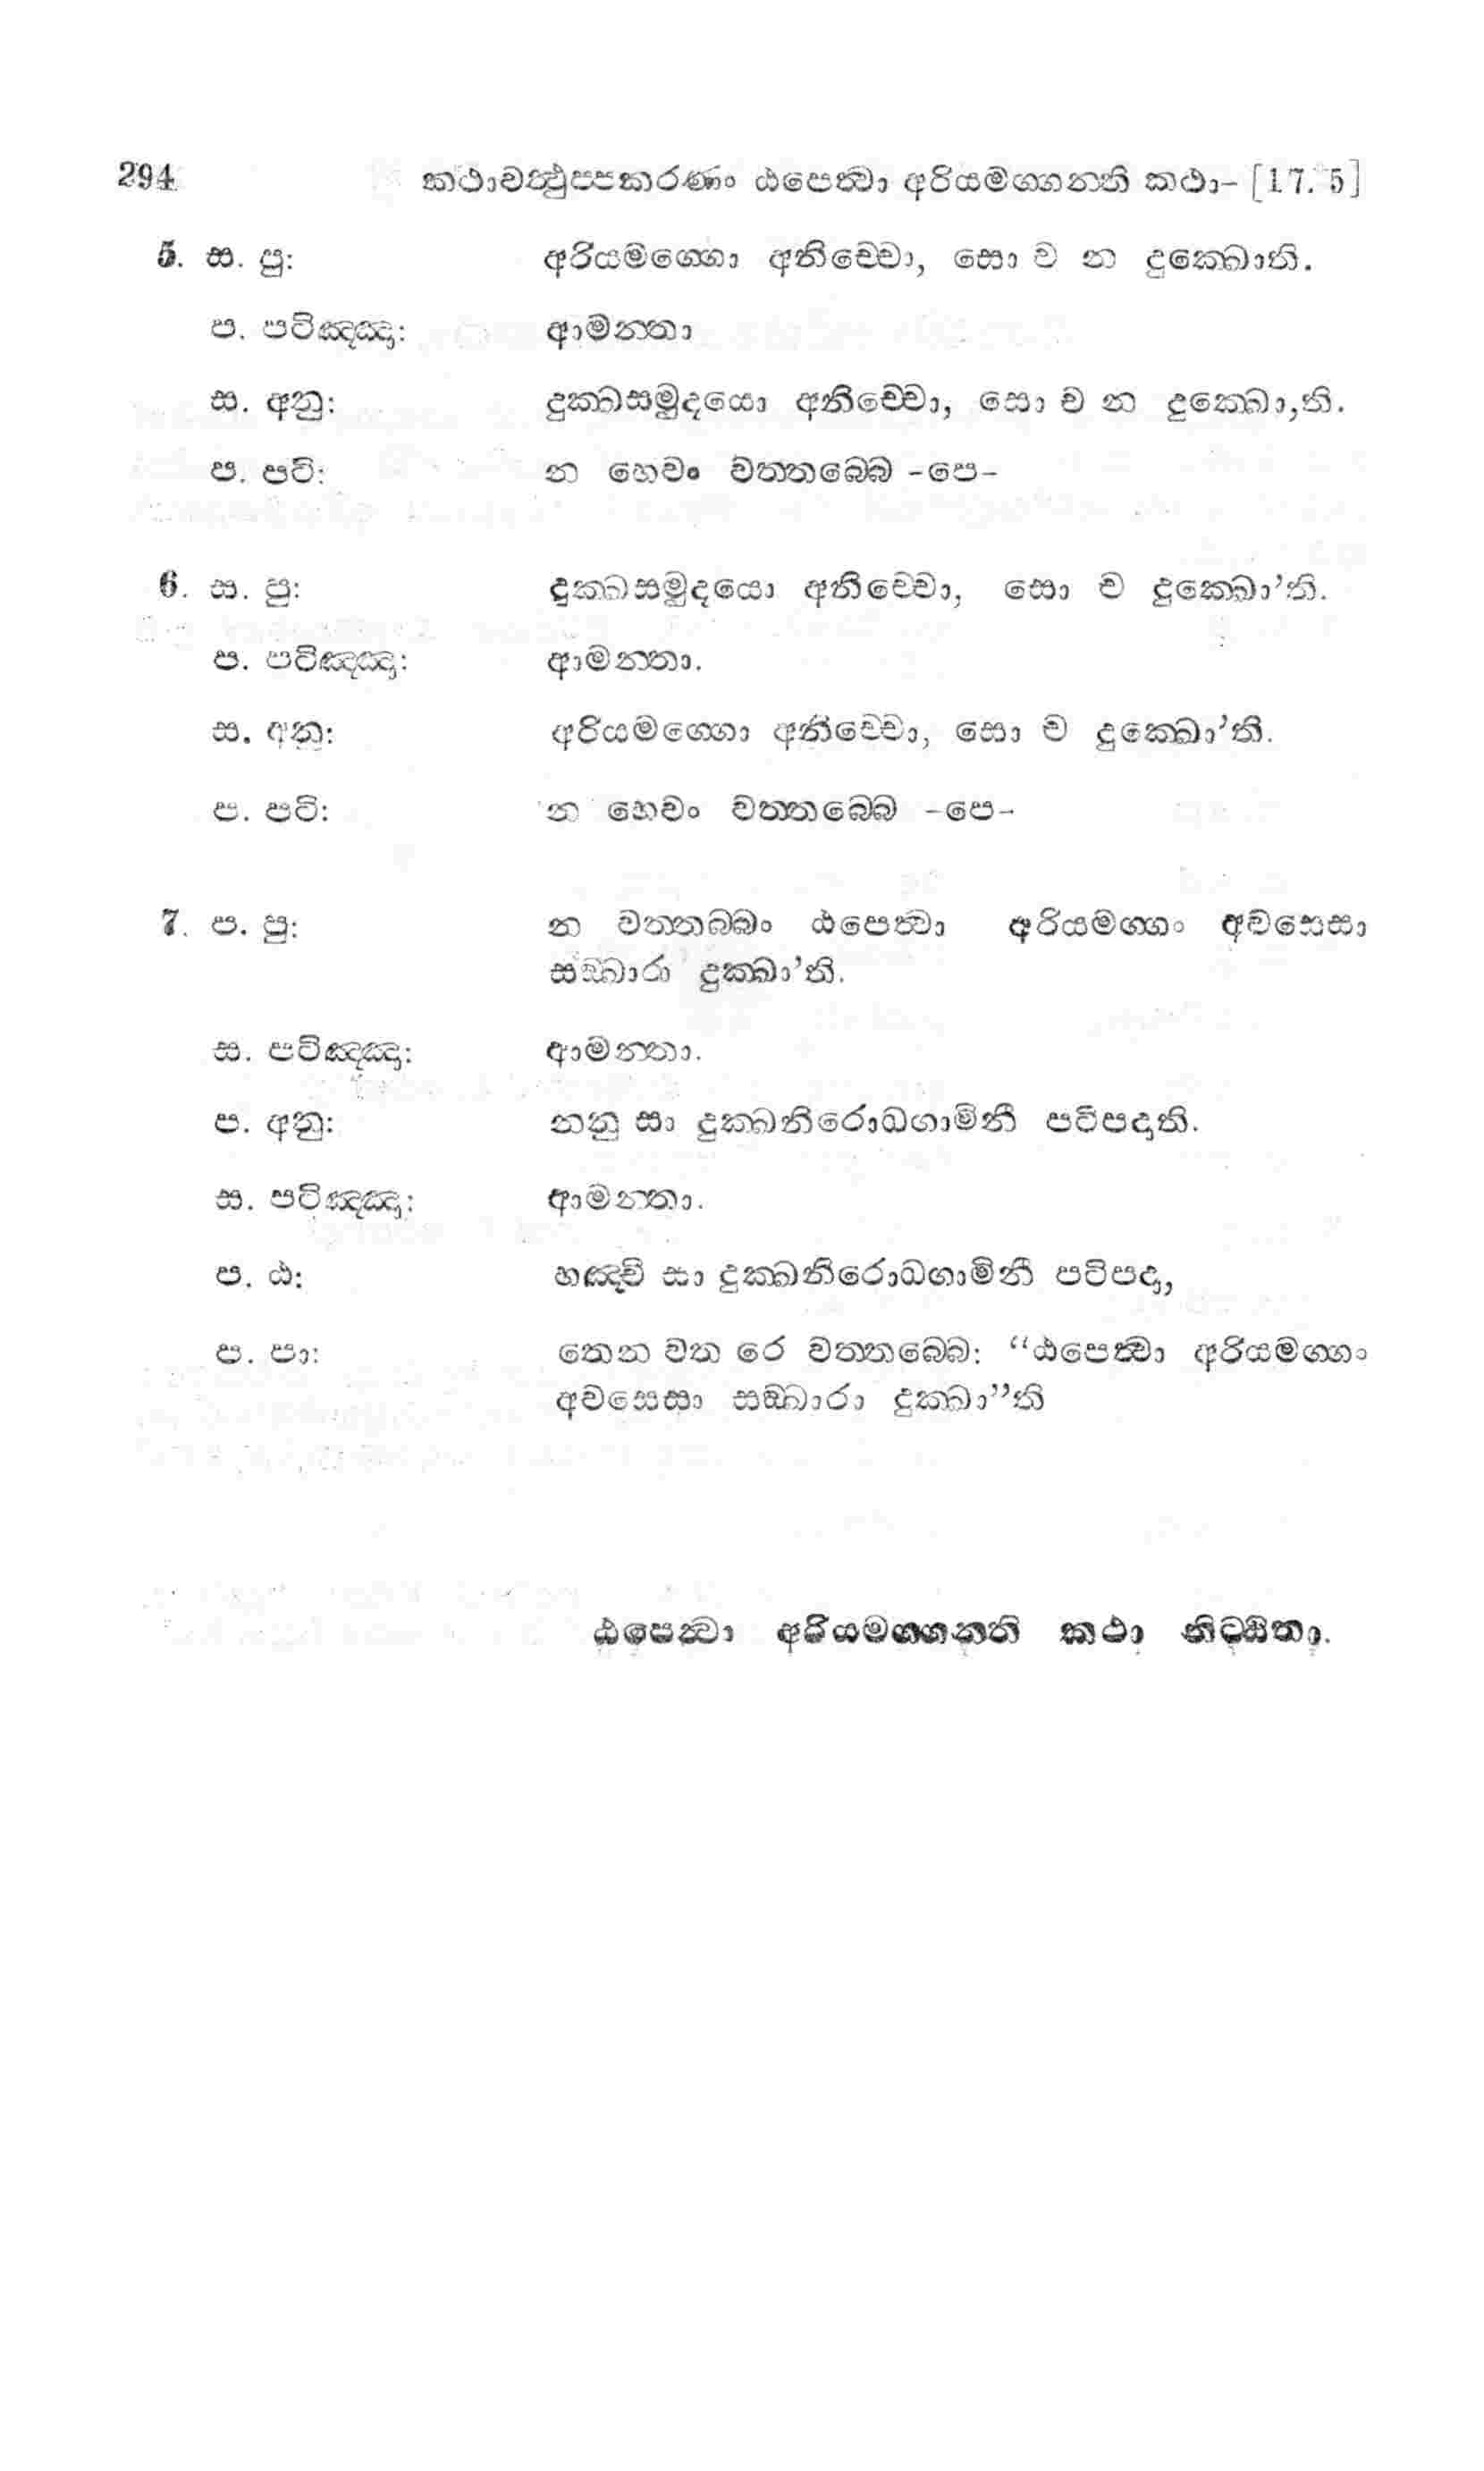 294 කථාවත්‍ථුප්පකරණං ඨපෙත්‍වා අරියමග්ගන්ති කථා- [17. 5]
5. ස. පු: අරියමග්ගො අනිච්චො, සො ච න දුක්ඛොති.
ප. පටිඤ්ඤා: ආමන්තා
ස. අනු: දුක්ඛසමුදයො අනිච්චො, සො ච න දුක්ඛො,ති.
ප. පටි: න හෙවං වත්තබ්බෙ -පෙ-
6. ස. පු: දුක්ඛසමුදයො අනිච්චො, සො ච දුක්ඛො’ති.
ප. පටිඤ්ඤා: ආමන්තා.
ස. අනු: අරියමග්ගො අනිච්චො, සො ච දුක්ඛො’ති.
ප. පටි: න හෙවං වත්තබ්බෙ -පෙ-
7. ප. පු: න වත්තබ්බං ඨපෙත්‍වා අරියමග්ගං අවසෙසා
සඞ්ඛාරා දුක්ඛා’ති.
ස. පටිඤ්ඤා: ආමන්තා.
ප. අනු: නනු සා දුක්ඛනිරොධගාමිනී පටිපදාති.
ස. පටිඤ්ඤා: ආමන්තා.
ප. ඨ: හඤ්චි සා දුක්ඛනිරොධගාමිනී පටිපදා,
ප. පා: තෙන වත රෙ වත්තබ්බෙ: “ඨපෙත්‍වා අරියමග්ගං
අවසෙසා සඞ්ඛාරා දුක්ඛා”ති
ඨපෙත්‍වා අරියමග්ගන්ති කථා නිට්ඨිතා.